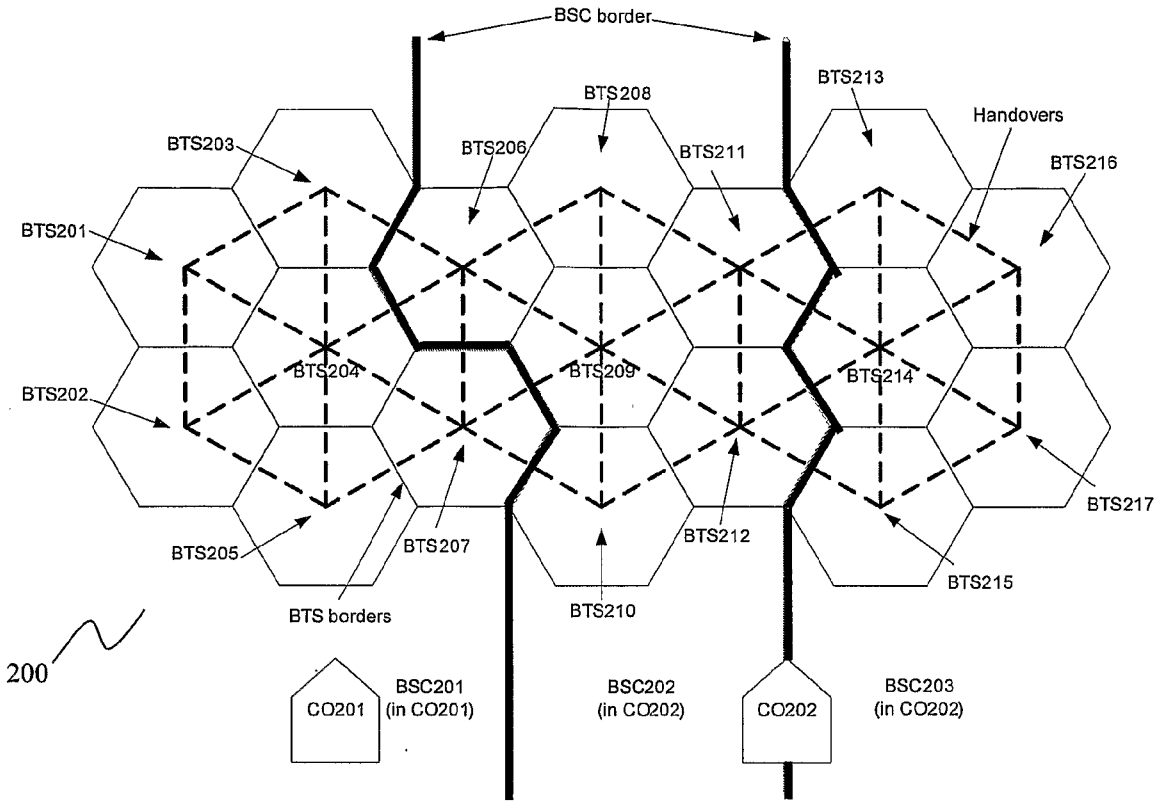 BSC border
BTS213
BTS208
Handovers
BTS203
BTS206
BTS211
BTS216
BTS201
BTS204
BTS209
BTS214
BTS202
BTS217
BTS205
BTS207
BTS212
BTS215
BTS borders
BTS210
200
CO201
BSC201
(in CO201)
BSC202
(in CO202)
CO202
BSC203
(in CO202)